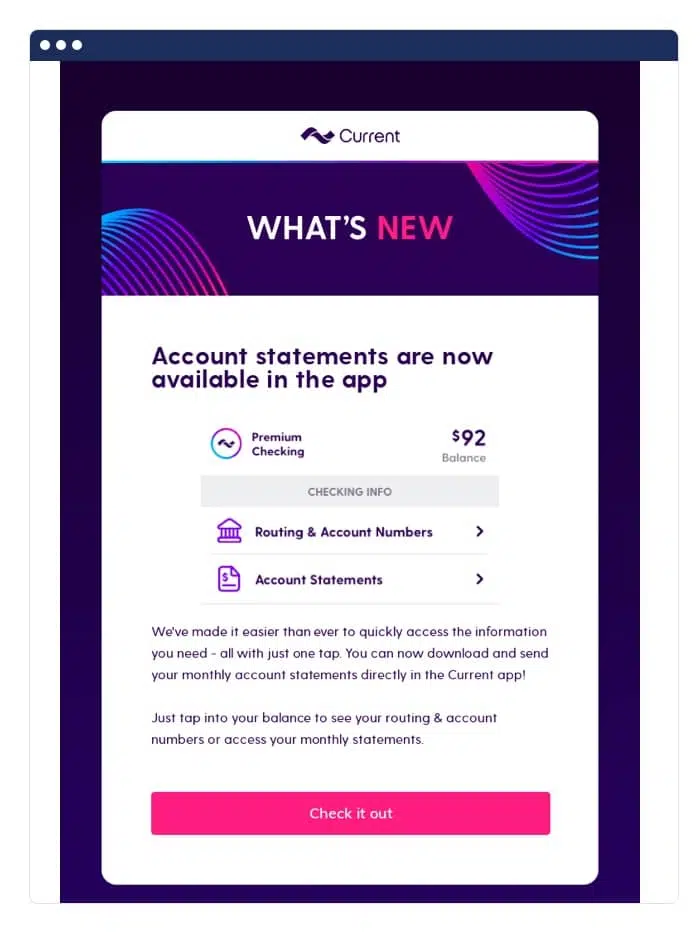 Current
WHAT'S NEW
Account statements are now
available in the app
Premium
Checking
$92
Balance
CHECKING INFO
Routing & Account Numbers
$
Account Statements
We've made it easier than ever to quickly access the information
you need - all with just one tap. You can now download and send
your monthly account statements directly in the Current app!
Just tap into your balance to see your routing & account
numbers or access your monthly statements.
Check it out